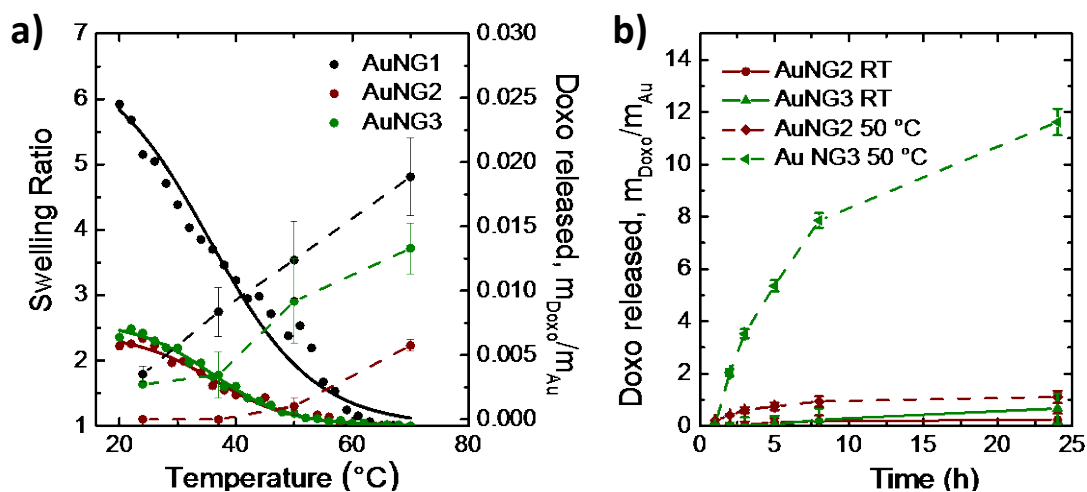 a)
7
6
5
4
3
2
1
Swelling Ratio
AuNG1
AuNG2
AuNG3
0.030
0.025
0.020
0.015
0.010
0.005
0.000
Doxo released, mDoxo/mAu
20 40 60 80
Temperature (°C)
b)
14
12
10
8
6
4
2
0
Doxo released, mDoxo/mAu
AuNG2 RT
AuNG3 RT
AuNG2 50 ºC
Au NG3 50 ºC
0 5 10 15 20 25
Time (h)